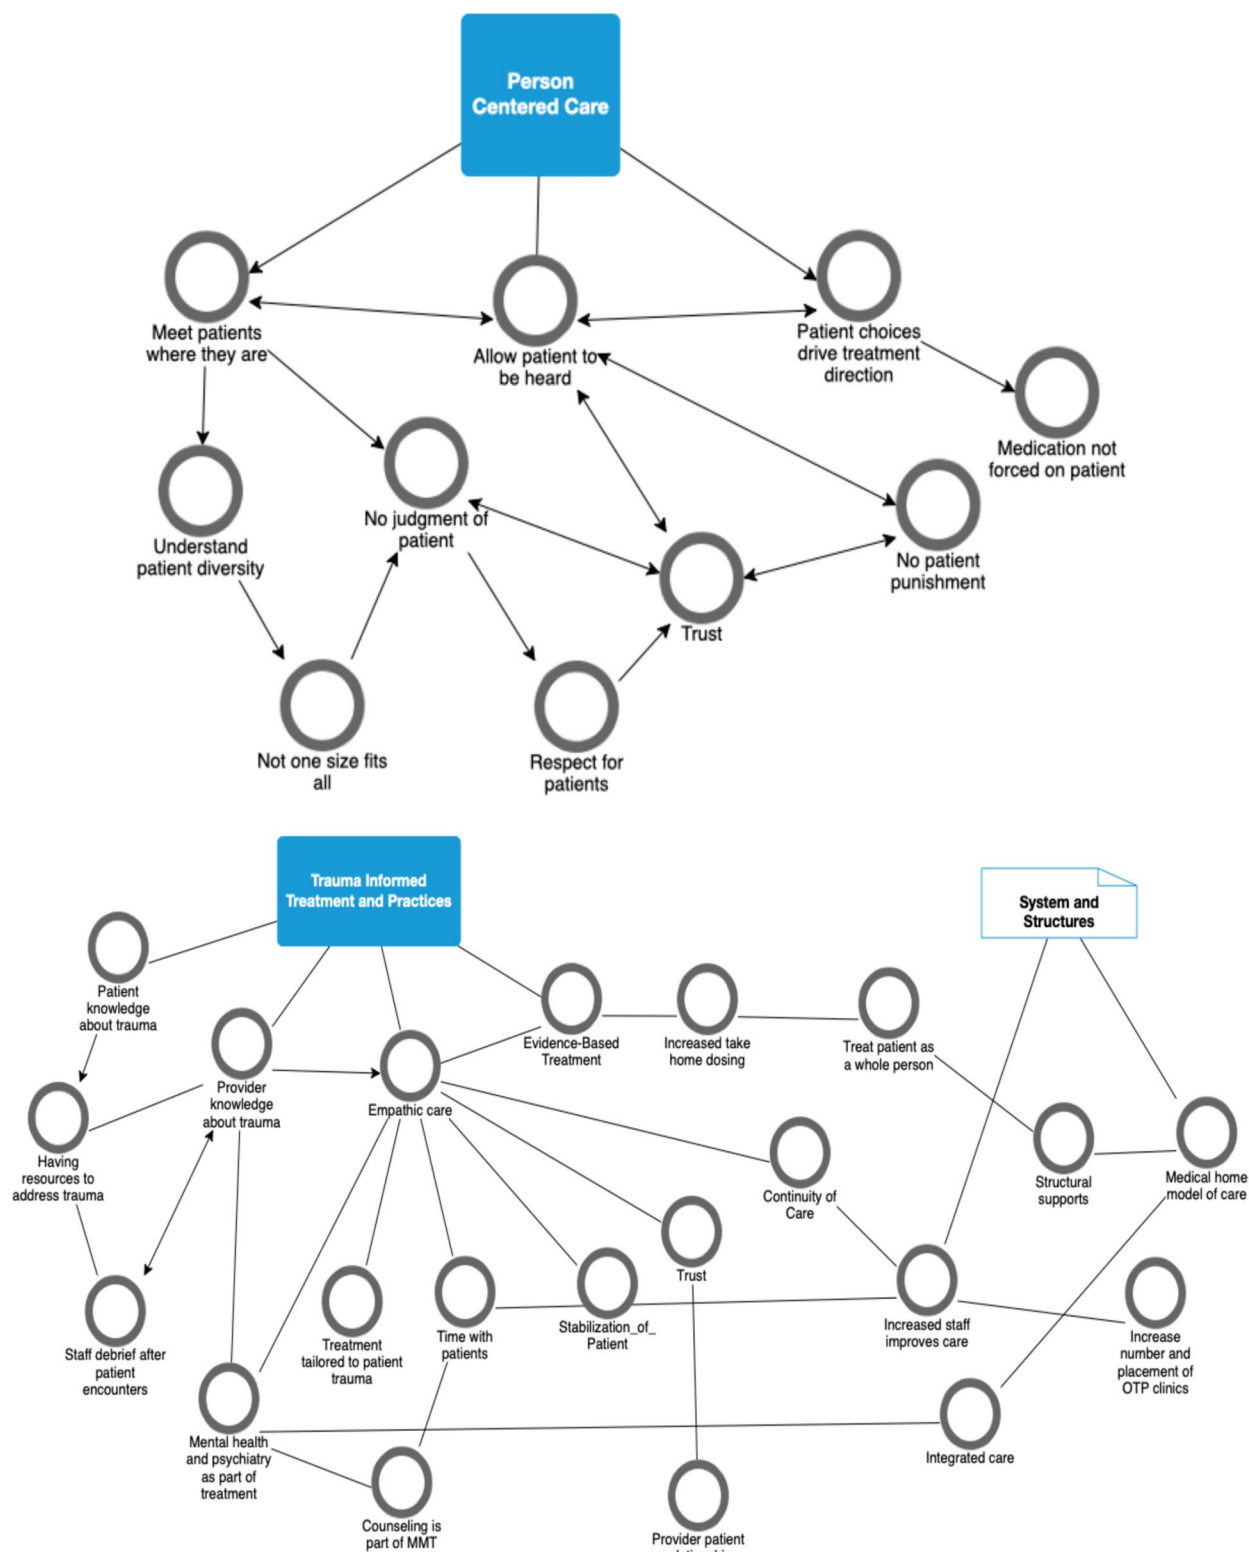 Person
Centered Care
Meet patients
where they are
Allow patient to
be heard
Patient choices
drive treatment
direction
Medication not
forced on patient
No judgment of
patient
Understand
patient diversity
No patient
punishment
Trust
Not one size fits
all
Respect for
patients
Trauma Informed
Treatment and Practices
System and
Structures
Patient
knowledge
about trauma
Evidence-Based
Treatment
Increased take
home dosing
Treat patient as
a whole person
Provider
knowledge
about trauma
Empathic care
Having
resources to
address trauma
Continuity of
Care
Structural
supports
Medical home
model of care
Trust
Staff debrief after
patient
encounters
Treatment
tailored to patient
trauma
Time with
patients
Stabilization_of_
Patient
Increased staff
improves care
Increase
number and
placement of
OTP clinics
Mental health
and psychiatry
as part of
treatment
Integrated care
Counseling is
part of MMT
Provider patient